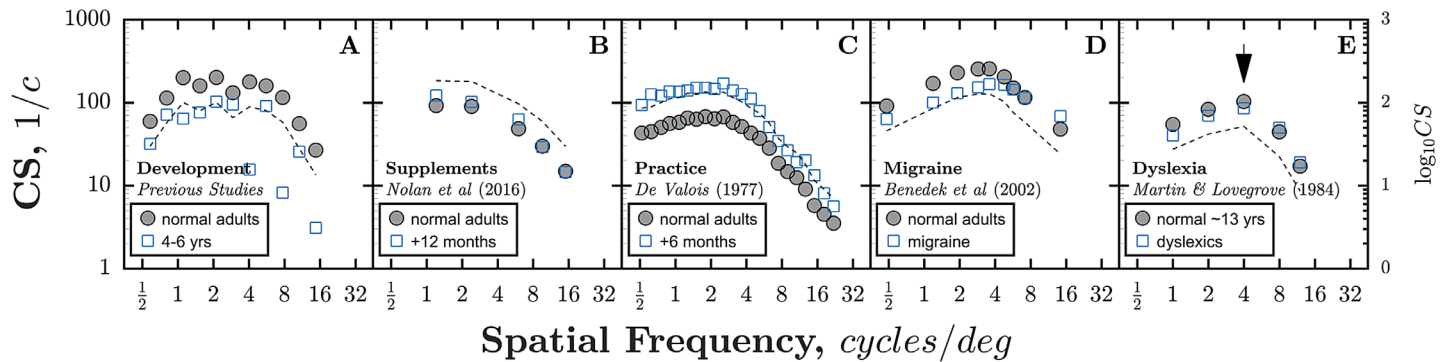 1000
100
10
1
CS, 1/c
A
Development
Previous Studies
normal adults
4-6 yrs
B
Supplements
Nolan et al (2016)
normal adults
+12 months
C
Practice
De Valois (1977)
normal adults
+6 months
D
Migraine
Benedek et al (2002)
normal adults
migraine
E
Dyslexia
Martin & Lovegrove (1984)
normal ~13 yrs
dyslexics
3
2
1
0
log10CS
1/2 1 2 4 8 16 32
1/2 1 2 4 8 16 32
1/2 1 2 4 8 16 32
1/2 1 2 4 8 16 32
1/2 1 2 4 8 16 32
Spatial Frequency, cycles/deg